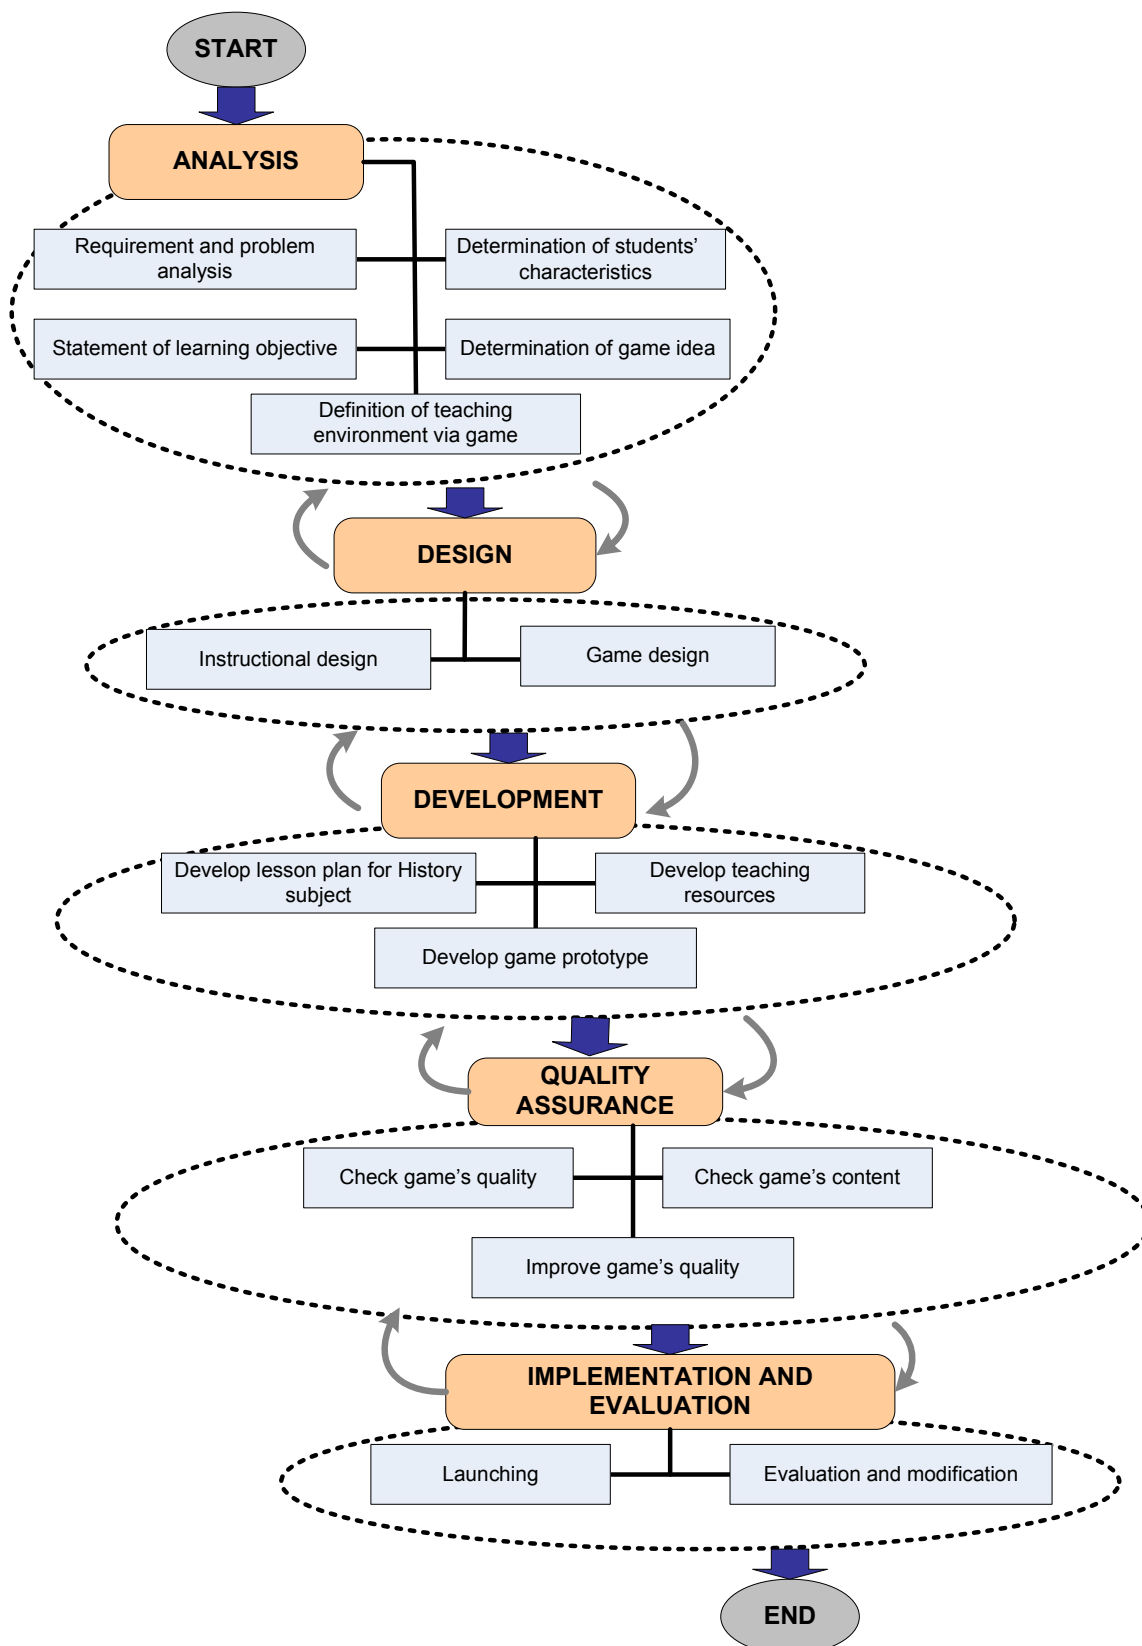 START
ANALYSIS
Requirement and problem
analysis
Determination of students’
characteristics
Statement of learning objective
Determination of game idea
Definition of teaching
environment via game
DESIGN
Instructional design
Game design
DEVELOPMENT
Develop lesson plan for History
subject
Develop teaching
resources
Develop game prototype
QUALITY
ASSURANCE
Check game’s quality
Check game’s content
Improve game’s quality
IMPLEMENTATION AND
EVALUATION
Launching
Evaluation and modification
END